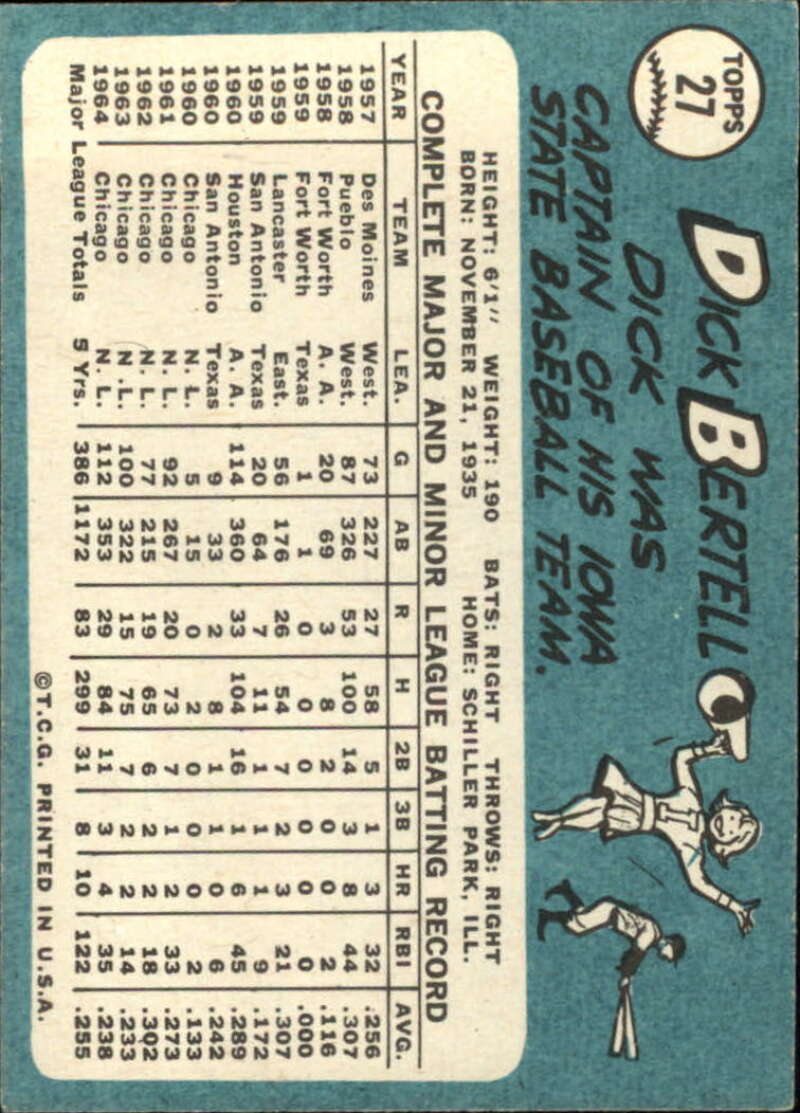 TOPPS
27
DICK BERTELL
DICK WAS
CAPTAIN OF HIS IOWA
STATE BASEBALL TEAM.
I
HEIGHT: 6'1" WEIGHT: 190 BATS: RIGHT THROWS: RIGHT
BORN: NOVEMBER 21, 1935 HOME: SCHILLER PARK, ILL.
COMPLETE MAJOR AND MINOR LEAGUE BATTING RECORD
YEAR TEAM LEA. G AB R H 2B 3B HR RBI AVG.
1957 Des Moines West. 73 227 27 58 5 1 3 32 .256
1958 Pueblo West. 87 326 53 100 14 3 8 44 .307
1958 Fort Worth A. A. 20 69 3 8 2 0 0 2 .116
1959 Fort Worth Texas 1 1 0 0 0 0 0 0 .000
1959 Lancaster East. 56 176 26 54 7 2 3 21 .307
1959 San Antonio Texas 20 64 7 11 1 1 1 9 .172
1960 Houston A. A. 114 360 33 104 16 1 6 45 .289
1960 San Antonio Texas 9 33 2 8 1 1 0 6 .242
1960 Chicago N. L. 5 15 0 2 0 0 0 2 .133
1961 Chicago N. L. 92 267 20 73 7 1 2 33 .273
1962 Chicago N. L. 77 215 19 65 6 2 2 18 .302
1963 Chicago N .L. 100 322 15 75 7 2 2 14 .233
1964 Chicago N. L. 112 353 29 84 11 3 4 35 .238
Major League Totals 5 Yrs. 386 1172 83 299 31 8 10 122 .255
©T.C.G. PRINTED IN U.S.A.